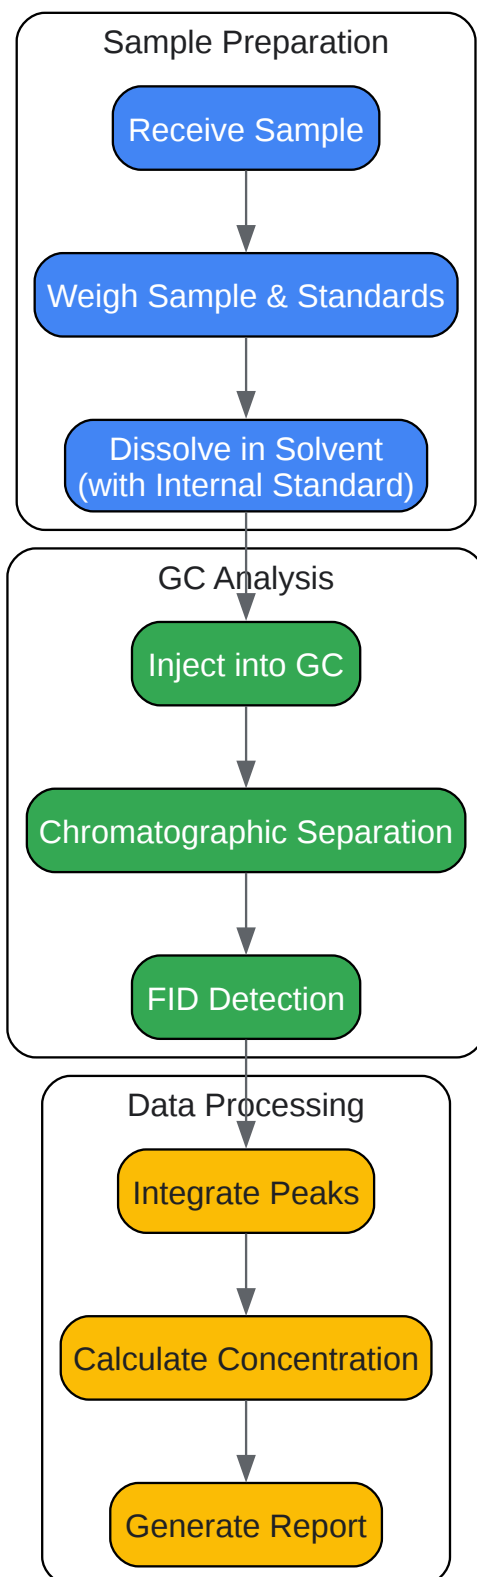 Sample Preparation
Receive Sample
Weigh Sample & Standards
Dissolve in Solvent
(with Internal Standard)
GC Analysis
Inject into GC
Chromatographic Separation
FID Detection
Data Processing
Integrate Peaks
Calculate Concentration
Generate Report